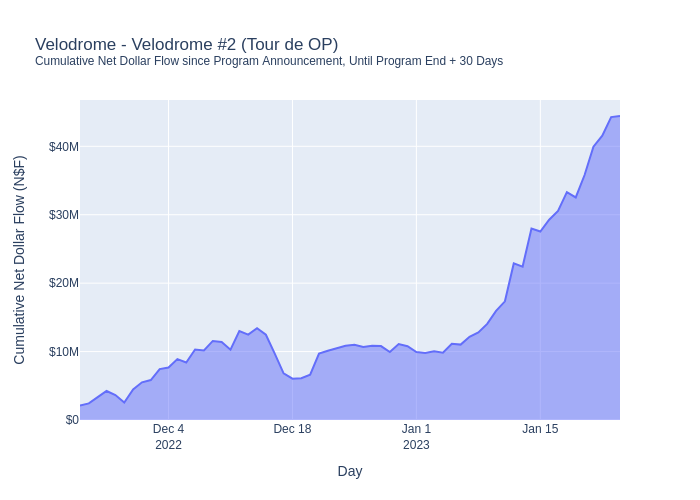 Velodrome - Velodrome #2 (Tour de OP)
Cumulative Net Dollar Flow since Program Announcement, Until Program End + 30 Days
Cumulative Net Dollar Flow (N$F)
$40M
$30M
$20M
$10M
$0
Dec 4
2022
Dec 18
Jan 1
2023
Jan 15
Day